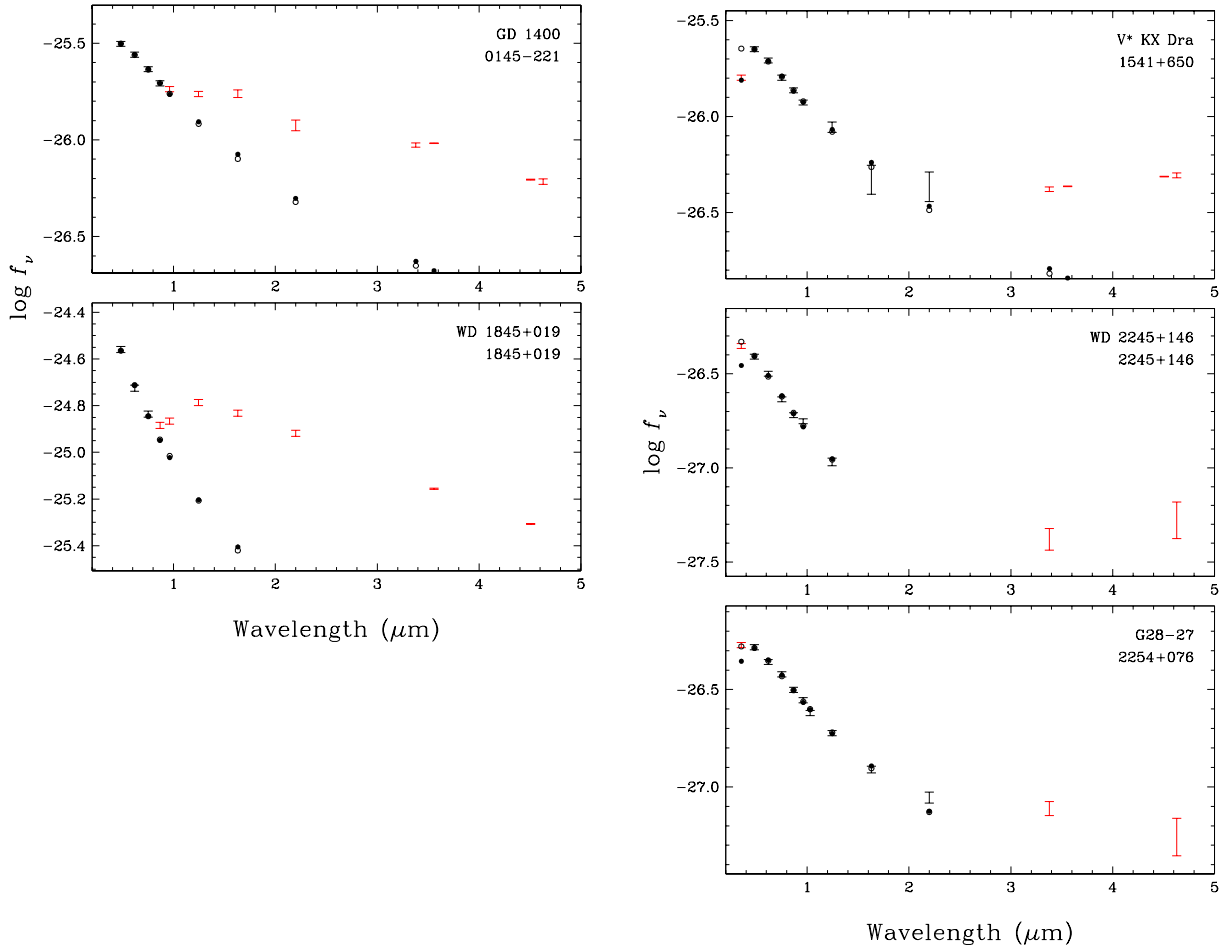 GD 1400
0145−221
−25.5
−26.0
−26.5
1 2 3 4 5
log f_ν
WD 1845+019
1845+019
−24.4
−24.6
−24.8
−25.0
−25.2
−25.4
1 2 3 4 5
Wavelength (μm)
V* KX Dra
1541+650
−25.5
−26.0
−26.5
1 2 3 4 5
WD 2245+146
2245+146
−26.5
−27.0
−27.5
1 2 3 4 5
log f_ν
G28−27
2254+076
−26.5
−27.0
1 2 3 4 5
Wavelength (μm)